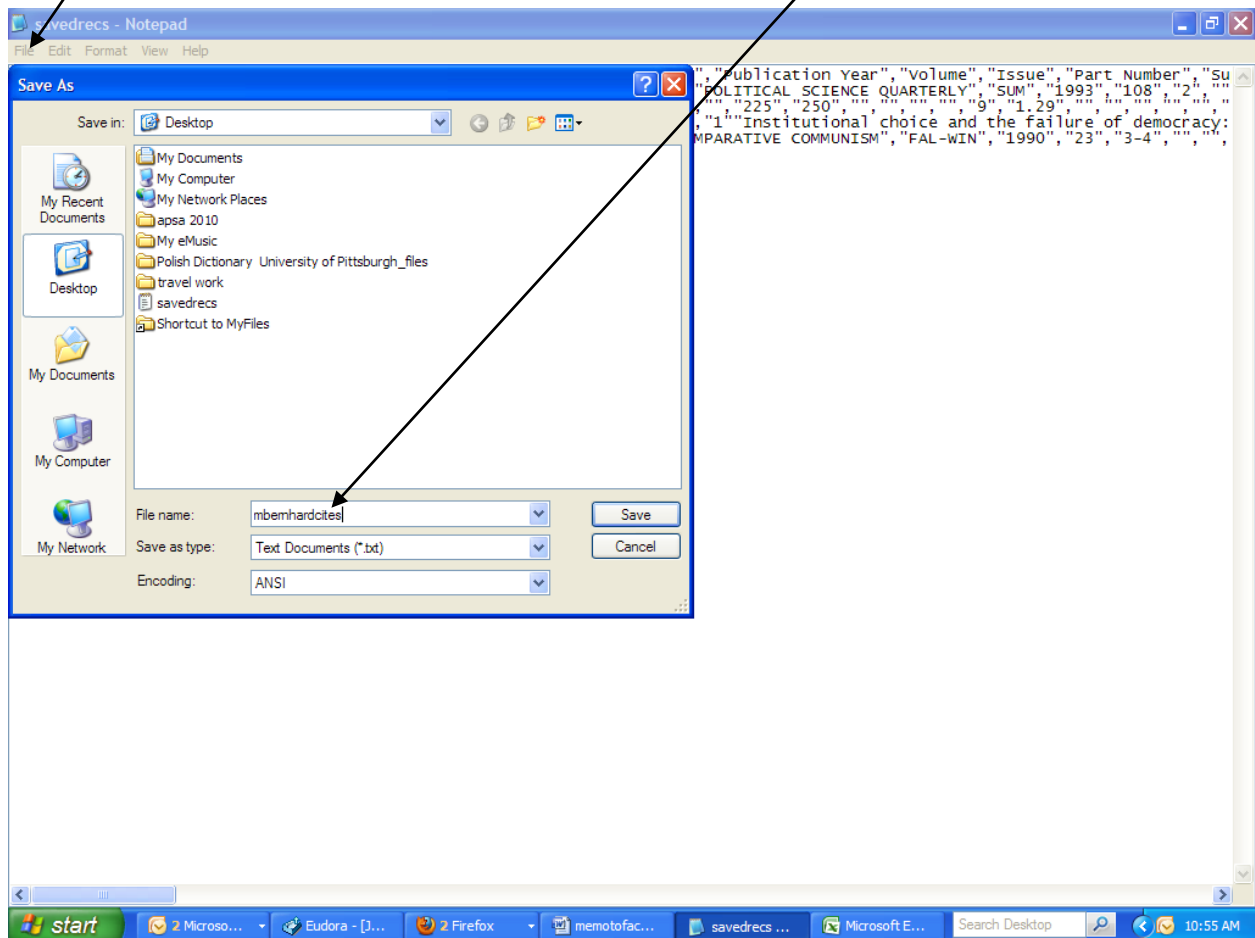 savedrecs - Notepad
File Edit Format View Help
Save As
", "Publication Year","Volume","Issue","Part Number","Su
"POLITICAL SCIENCE QUARTERLY","SUM","1993","108","2",""
"","225","250","","","","","9","1.29","","","","","","
,"1""Institutional choice and the failure of democracy:
MPARATIVE COMMUNISM","FAL-WIN","1990","23","3-4","","",
Save in: Desktop
My Recent Documents
Desktop
My Documents
My Computer
My Network
My Documents
My Computer
My Network Places
apsa 2010
My eMusic
Polish Dictionary University of Pittsburgh_files
travel work
savedrecs
Shortcut to MyFiles
File name: mbernhardcites Save
Save as type: Text Documents (*.txt) Cancel
Encoding: ANSI
start 2 Microso... Eudora - [J... 2 Firefox memotofac... savedrecs ... Microsoft E... Search Desktop 10:55 AM